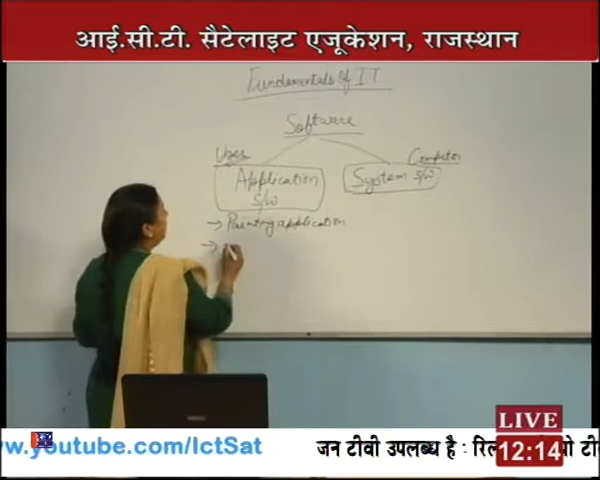 आई.सी.टी. सैटेलाइट एजूकेशन, राजस्थान
Fundamentals of IT
Software
User
Computer
Application
S/W
System S/W
→ Painting application
→
LIVE
ww.youtube.com/IctSat
जन टीवी उपलब्ध है :
12:14